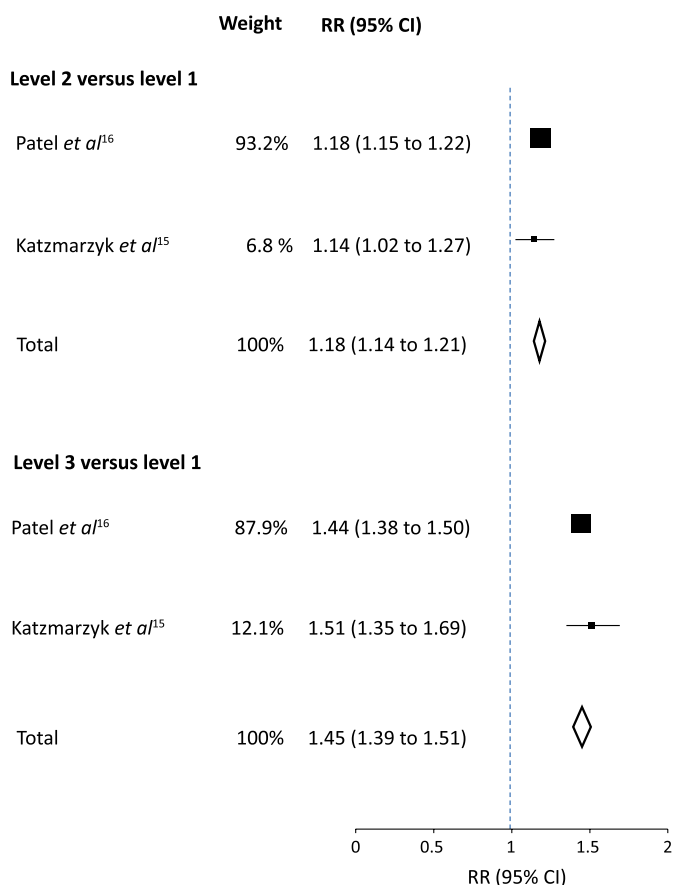 Weight RR (95% CI)
Level 2 versus level 1
Patel et al16 93.2% 1.18 (1.15 to 1.22)
Katzmarzyk et al15 6.8 % 1.14 (1.02 to 1.27)
Total 100% 1.18 (1.14 to 1.21)
Level 3 versus level 1
Patel et al16 87.9% 1.44 (1.38 to 1.50)
Katzmarzyk et al15 12.1% 1.51 (1.35 to 1.69)
Total 100% 1.45 (1.39 to 1.51)
0 0.5 1 1.5 2
RR (95% CI)